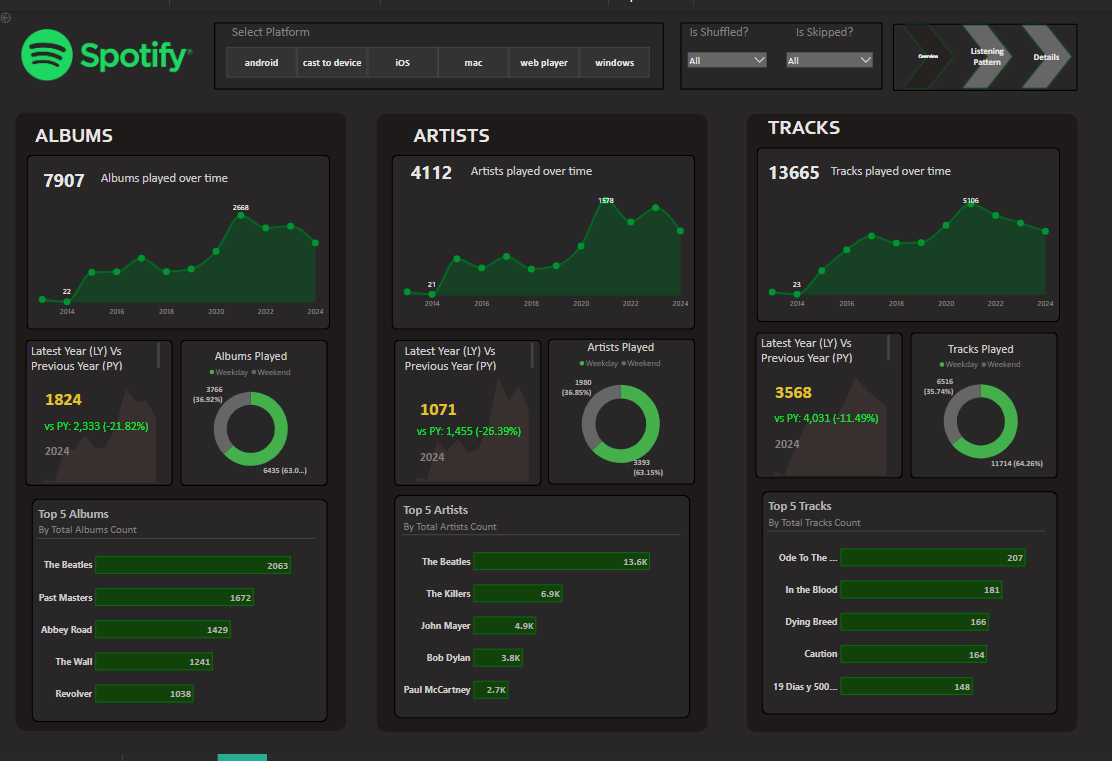 Spotify®
Select Platform
android
cast to device
iOS
mac
web player
windows
Is Shuffled?
All
Is Skipped?
All
Overview
Listening
Pattern
Details
ALBUMS
7907
Albums played over time
2668
22
2014
2016
2018
2020
2022
2024
Latest Year (LY) Vs
Previous Year (PY)
1824
vs PY: 2,333 (-21.82%)
2024
Albums Played
Weekday
Weekend
3766
(36.92%)
6435 (63.0...)
Top 5 Albums
By Total Albums Count
The Beatles
2063
Past Masters
1672
Abbey Road
1429
The Wall
1241
Revolver
1038
ARTISTS
4112
Artists played over time
1578
21
2014
2016
2018
2020
2022
2024
Latest Year (LY) Vs
Previous Year (PY)
1071
vs PY: 1,455 (-26.39%)
2024
Artists Played
Weekday
Weekend
1980
(36.85%)
3393
(63.15%)
Top 5 Artists
By Total Artists Count
The Beatles
13.6K
The Killers
6.9K
John Mayer
4.9K
Bob Dylan
3.8K
Paul McCartney
2.7K
TRACKS
13665
Tracks played over time
5106
23
2014
2016
2018
2020
2022
2024
Latest Year (LY) Vs
Previous Year (PY)
3568
vs PY: 4,031 (-11.49%)
2024
Tracks Played
Weekday
Weekend
6516
(35.74%)
11714 (64.26%)
Top 5 Tracks
By Total Tracks Count
Ode To The ...
207
In the Blood
181
Dying Breed
166
Caution
164
19 Dias y 500...
148